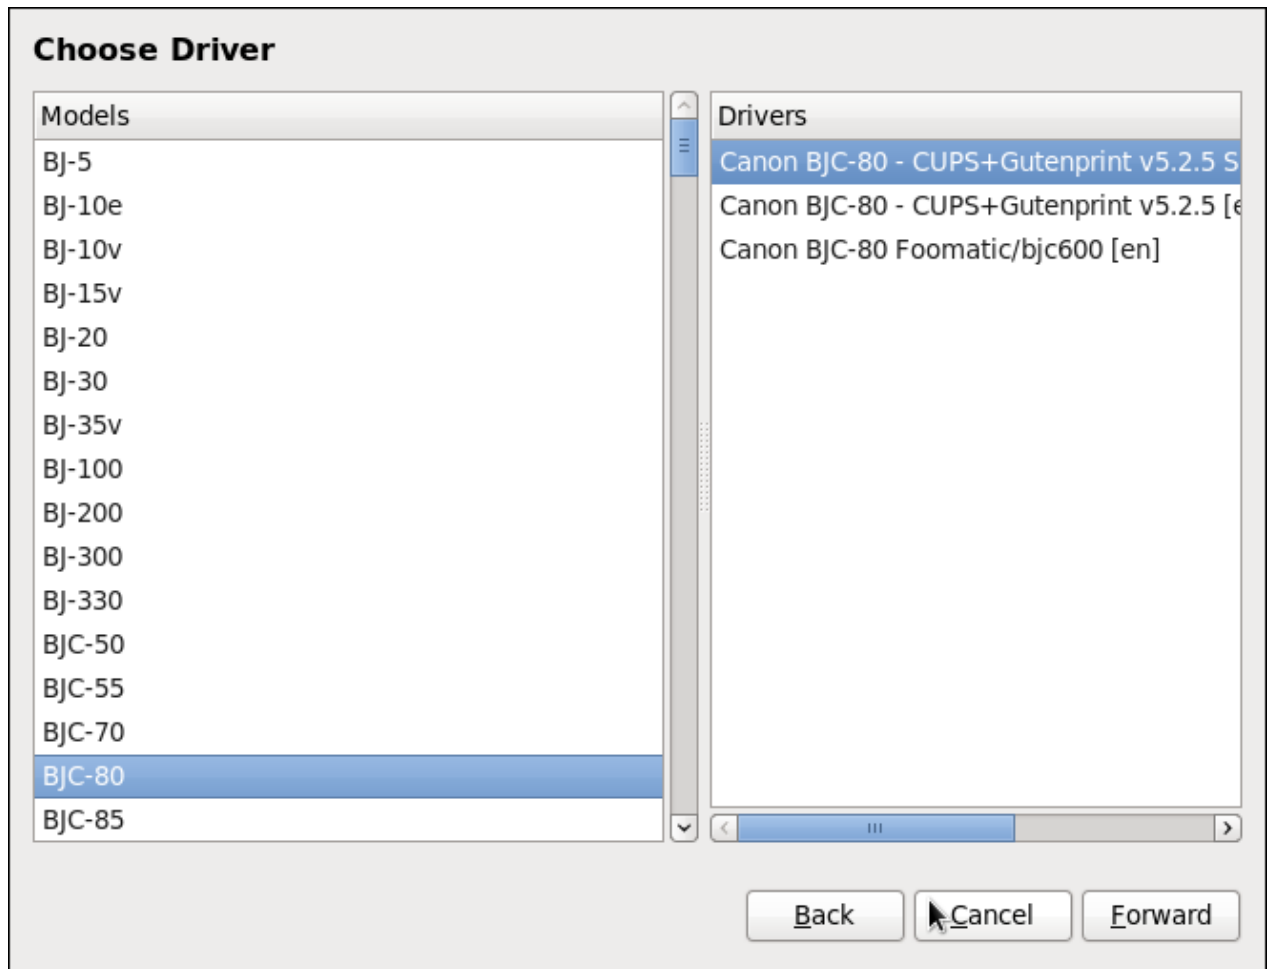 Choose Driver
Models
BJ-5
BJ-10e
BJ-10v
BJ-15v
BJ-20
BJ-30
BJ-35v
BJ-100
BJ-200
BJ-300
BJ-330
BJC-50
BJC-55
BJC-70
BJC-80
BJC-85
Drivers
Canon BJC-80 - CUPS+Gutenprint v5.2.5 S
Canon BJC-80 - CUPS+Gutenprint v5.2.5 [e
Canon BJC-80 Foomatic/bjc600 [en]
Back
Cancel
Forward